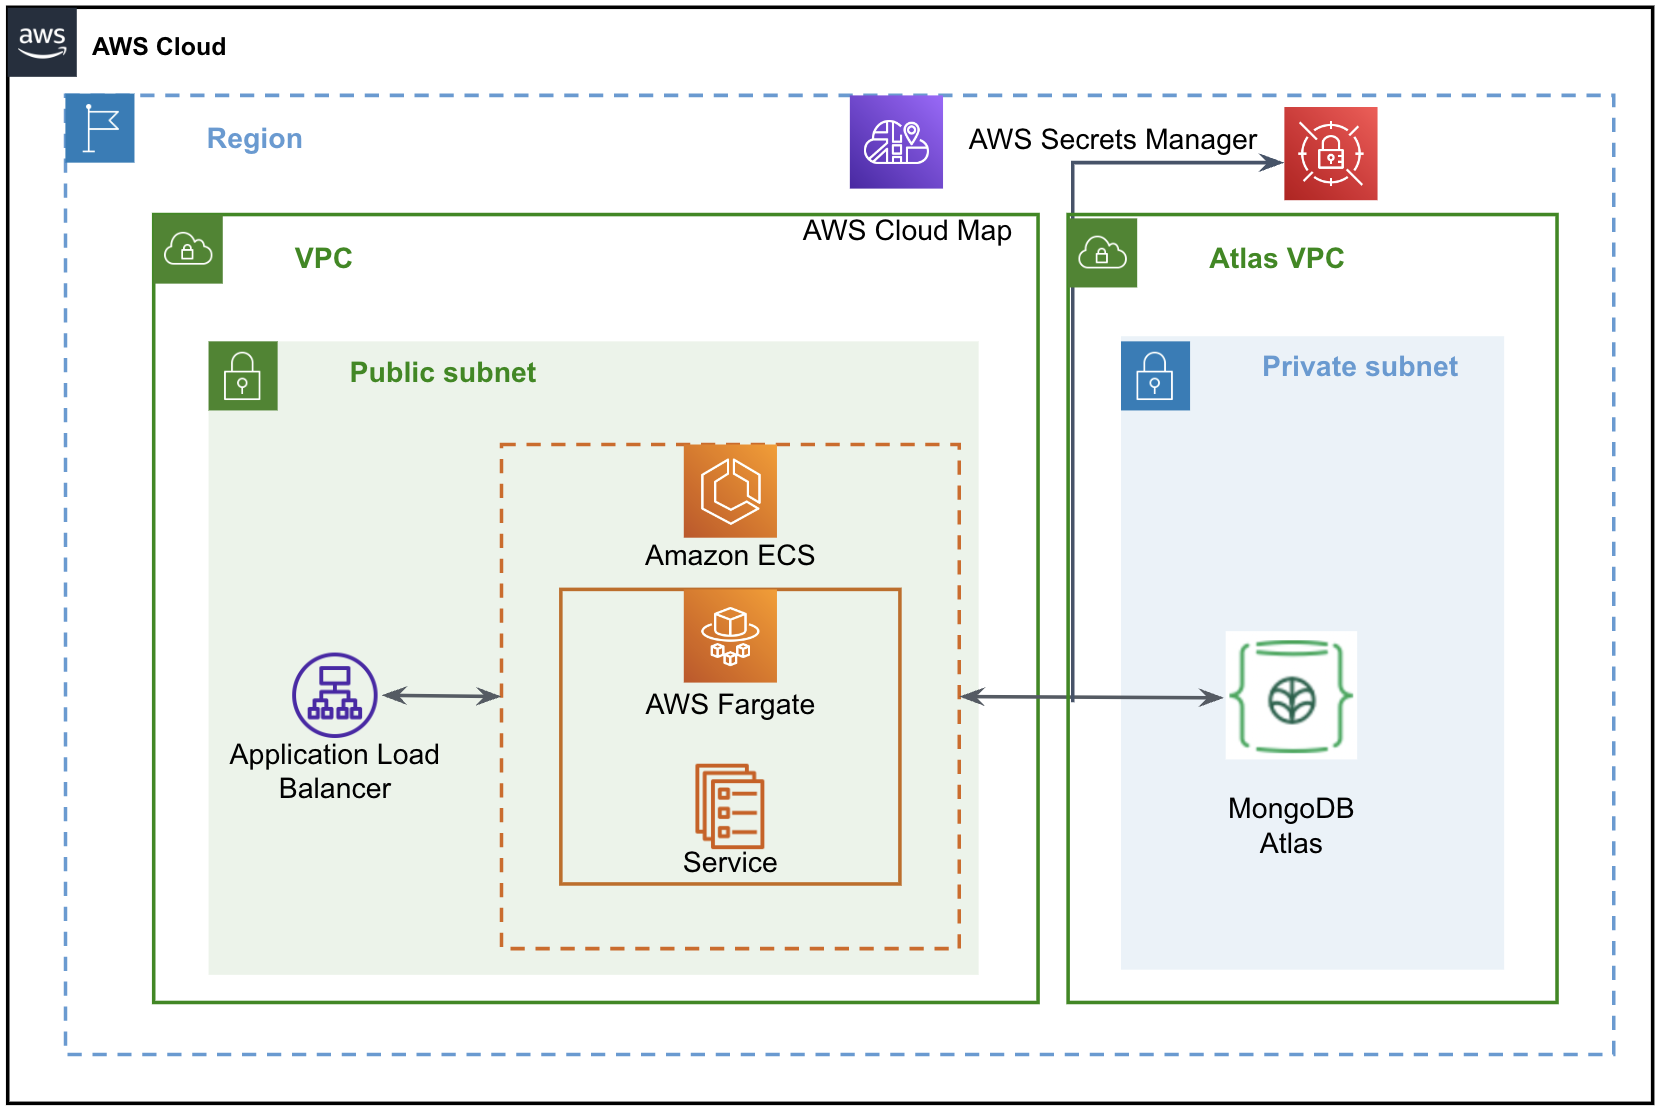 aws
AWS Cloud
Region
AWS Secrets Manager
AWS Cloud Map
VPC
Atlas VPC
Public subnet
Private subnet
Amazon ECS
AWS Fargate
Application Load
Balancer
Service
MongoDB
Atlas